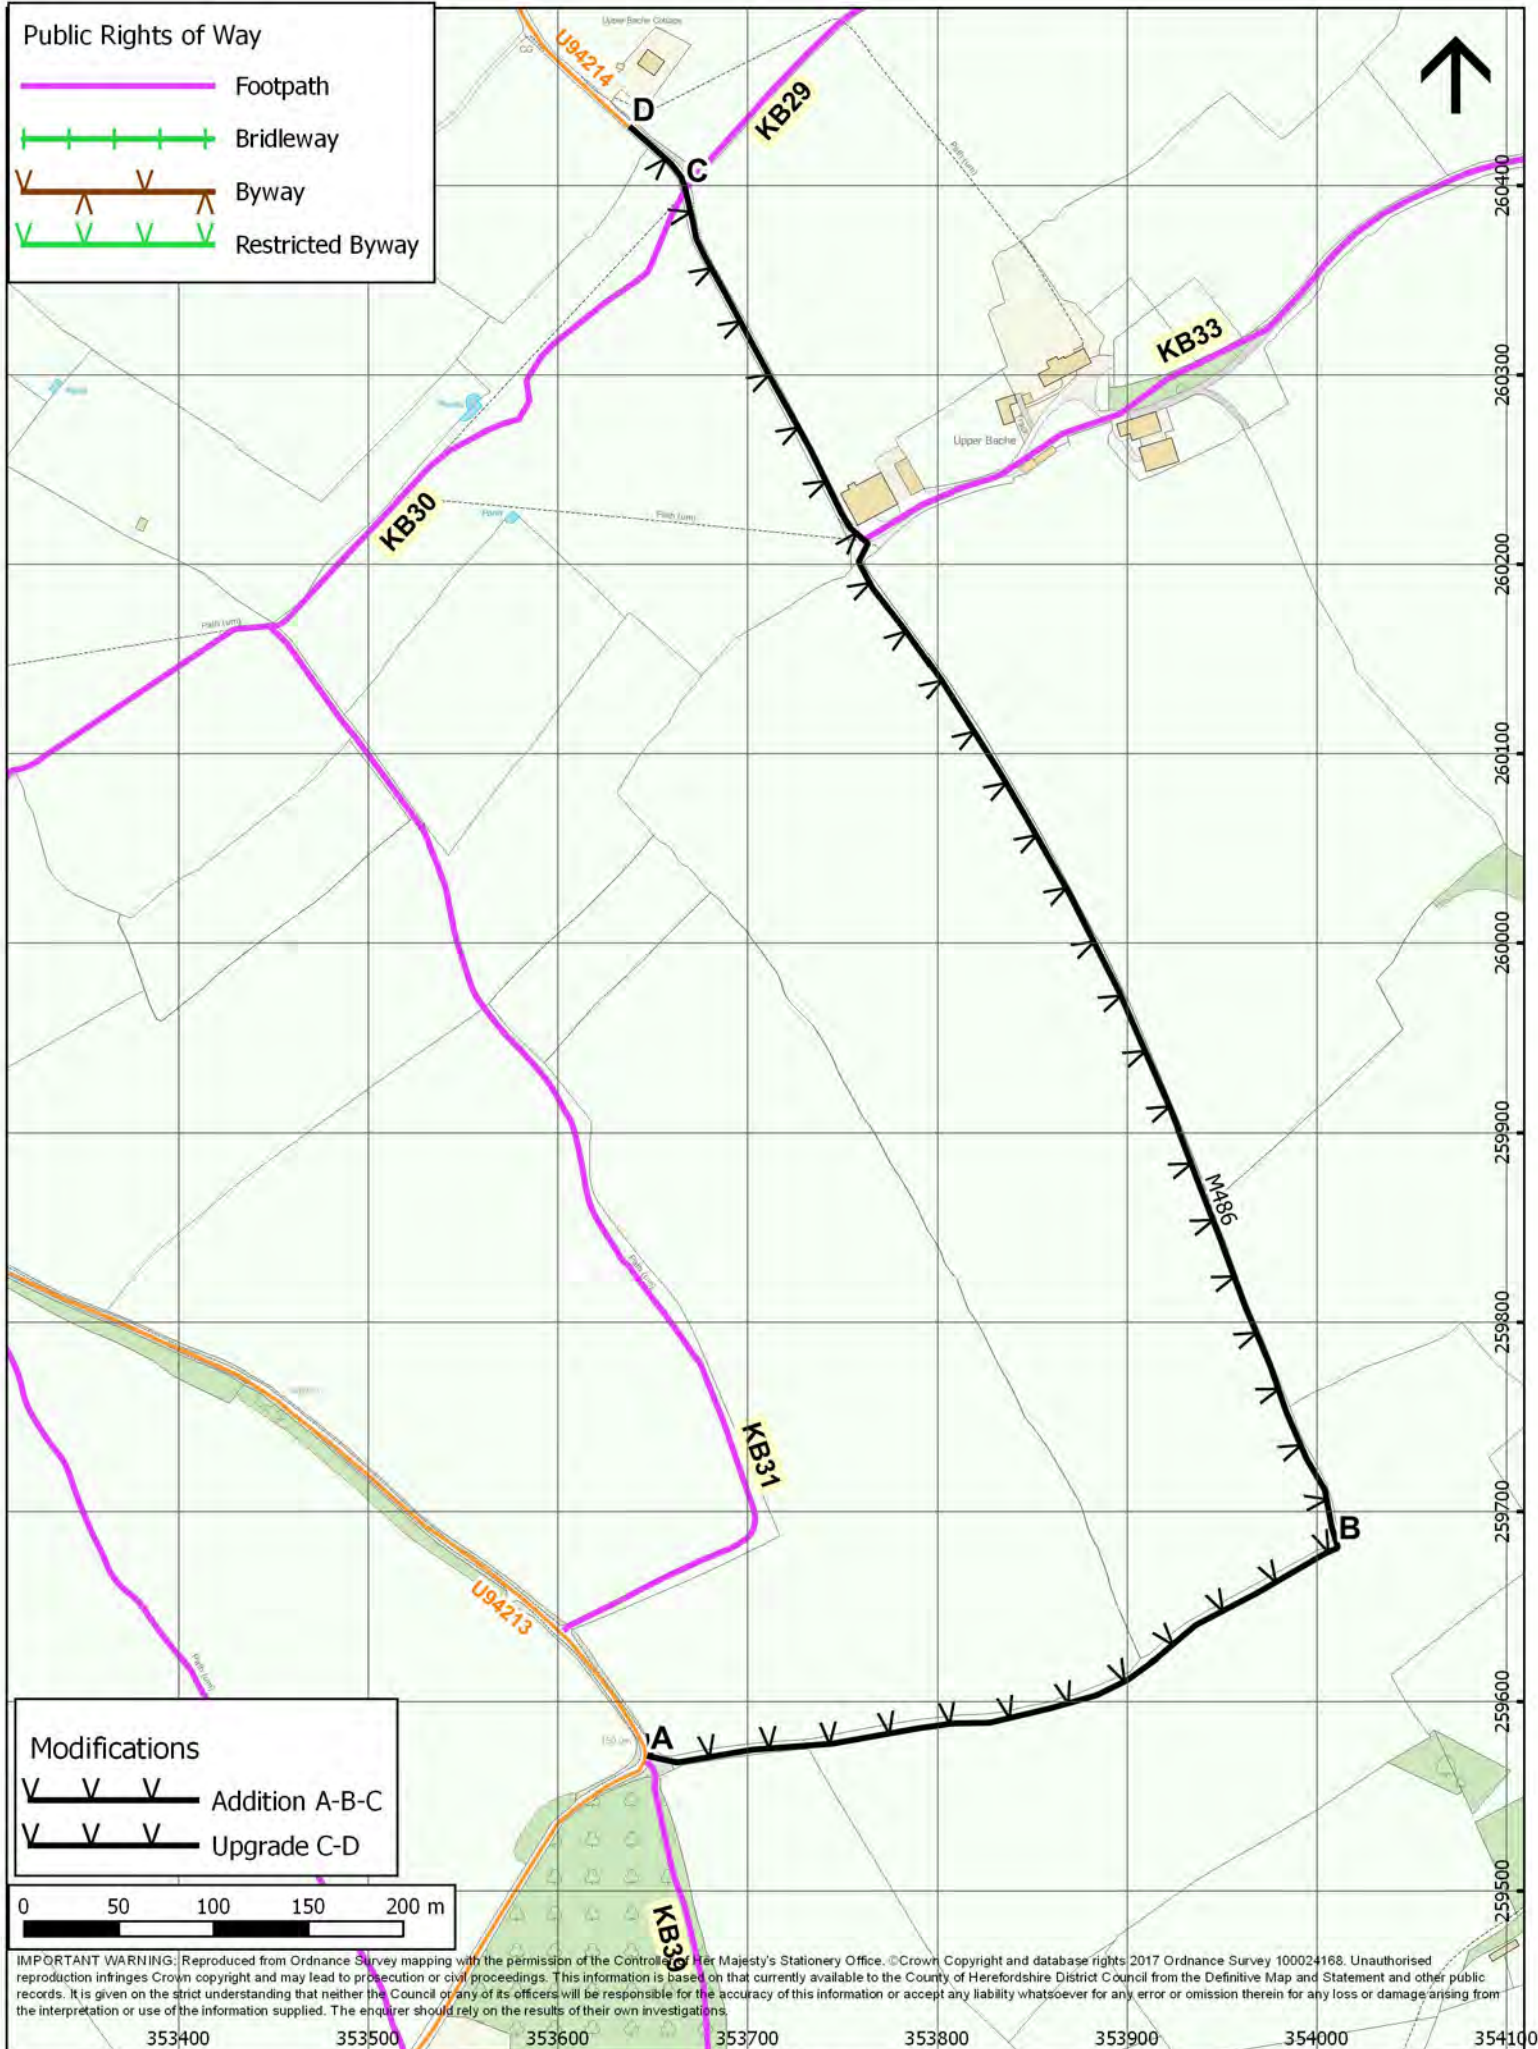 Public Rights of Way
Footpath
Bridleway
Byway
Restricted Byway
Upper Bache Cottage
CG
U94214
D
C
KB29
Path (um)
260400
KB33
260300
Upper Bache
KB30
Pond
Path (um)
260200
Path (um)
260100
260000
259900
M486
Path (um)
259800
KB31
259700
B
U94213
Path (um)
259600
A
Modifications
Addition A-B-C
Upgrade C-D
259500
0 50 100 150 200 m
KB39
IMPORTANT WARNING: Reproduced from Ordnance Survey mapping with the permission of the Controller of Her Majesty's Stationery Office. ©Crown Copyright and database rights 2017 Ordnance Survey 100024168. Unauthorised
reproduction infringes Crown copyright and may lead to prosecution or civil proceedings. This information is based on that currently available to the County of Herefordshire District Council from the Definitive Map and Statement and other public
records. It is given on the strict understanding that neither the Council or any of its officers will be responsible for the accuracy of this information or accept any liability whatsoever for any error or omission therein for any loss or damage arising from
the interpretation or use of the information supplied. The enquirer should rely on the results of their own investigations.
353400 353500 353600 353700 353800 353900 354000 354100